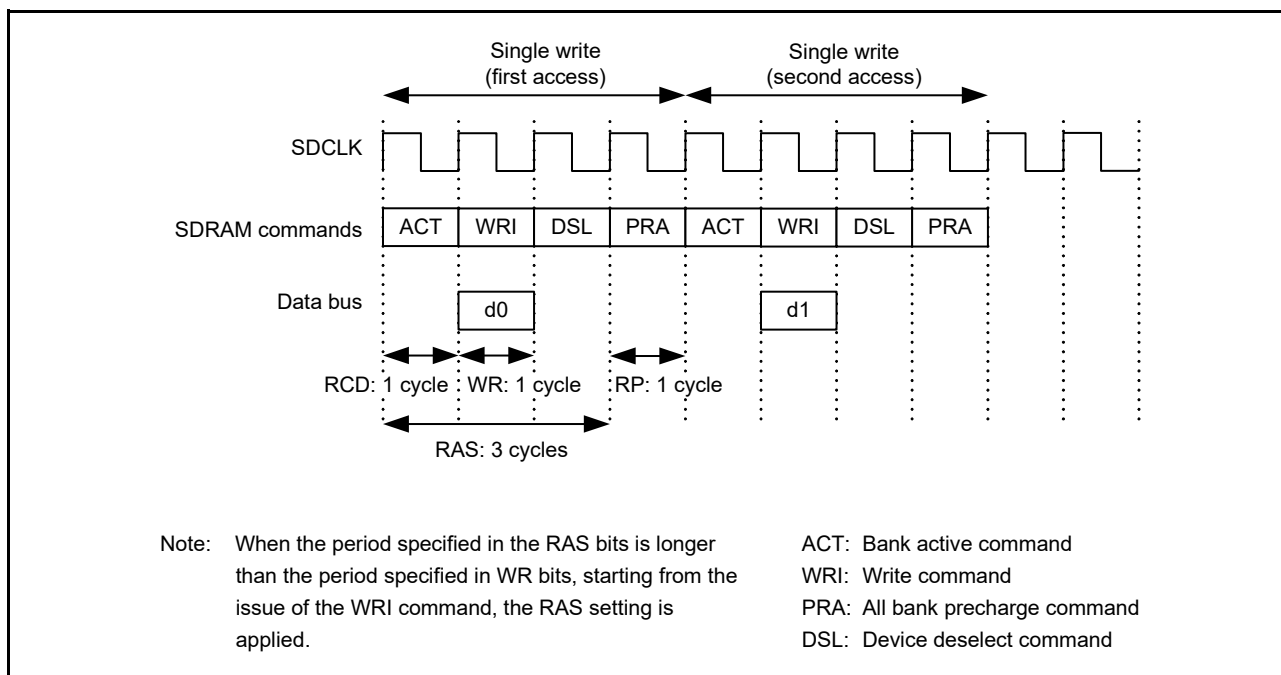 Single write
(first access)
Single write
(second access)
SDCLK
SDRAM commands
ACT WRI DSL PRA ACT WRI DSL PRA
Data bus
d0 d1
RCD: 1 cycle WR: 1 cycle RP: 1 cycle
RAS: 3 cycles
Note: When the period specified in the RAS bits is longer
than the period specified in WR bits, starting from the
issue of the WRI command, the RAS setting is
applied.
ACT: Bank active command
WRI: Write command
PRA: All bank precharge command
DSL: Device deselect command